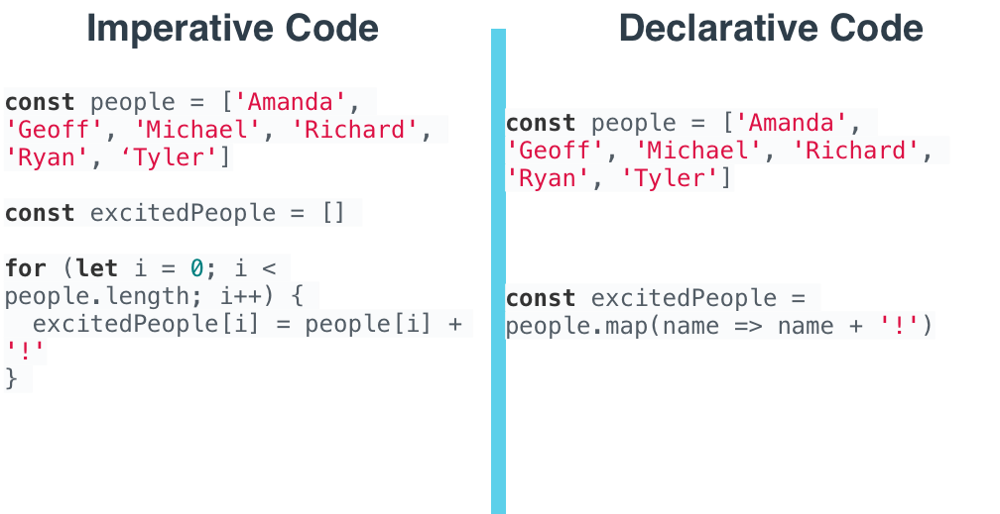 Imperative Code
const people = ['Amanda',
'Geoff', 'Michael', 'Richard',
'Ryan', ‘Tyler']
const excitedPeople = []
for (let i = 0; i <
people.length; i++) {
  excitedPeople[i] = people[i] +
'!'
}
Declarative Code
const people = ['Amanda',
'Geoff', 'Michael', 'Richard',
'Ryan', 'Tyler']
const excitedPeople =
people.map(name => name + '!')